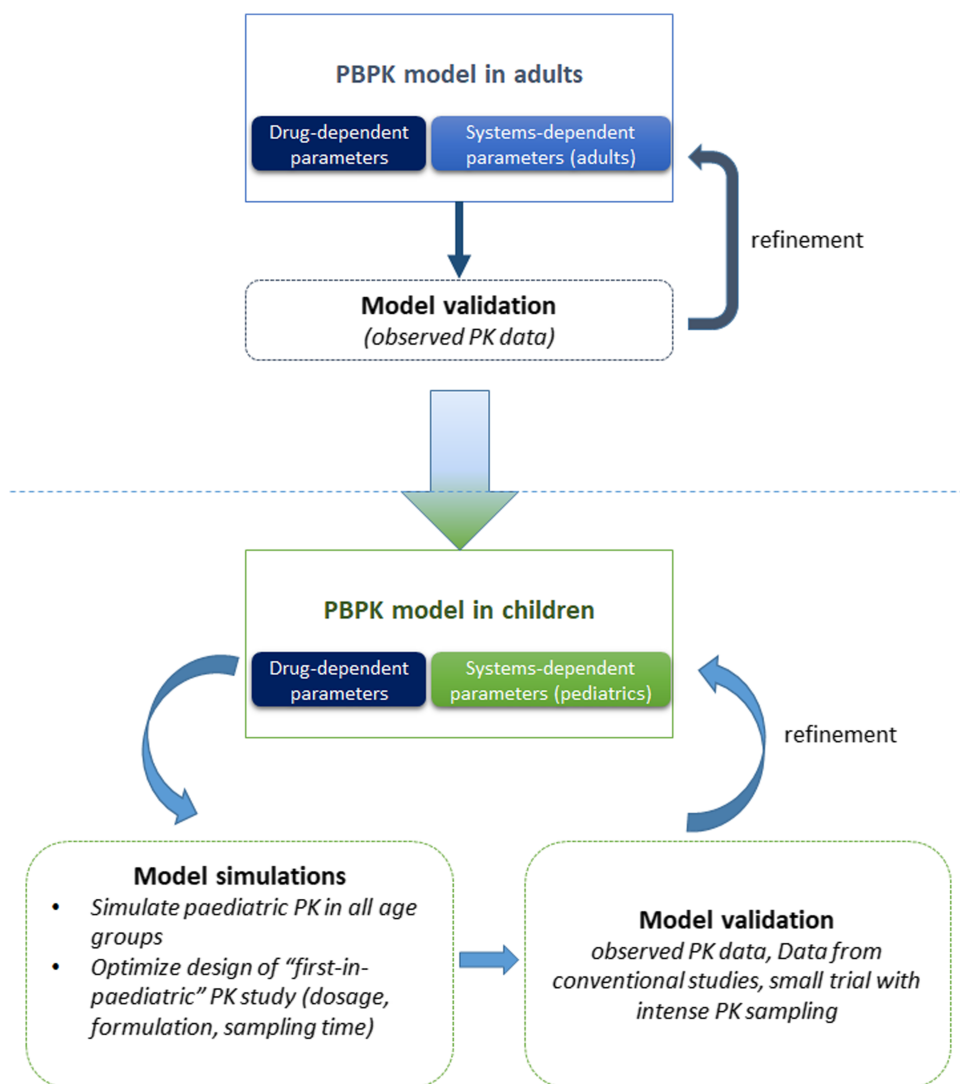 PBPK model in adults
Drug-dependent
parameters
Systems-dependent
parameters (adults)
refinement
Model validation
(observed PK data)
PBPK model in children
Drug-dependent
parameters
Systems-dependent
parameters (pediatrics)
refinement
Model simulations
• Simulate paediatric PK in all age
groups
• Optimize design of “first-in-
paediatric” PK study (dosage,
formulation, sampling time)
Model validation
observed PK data, Data from
conventional studies, small trial with
intense PK sampling